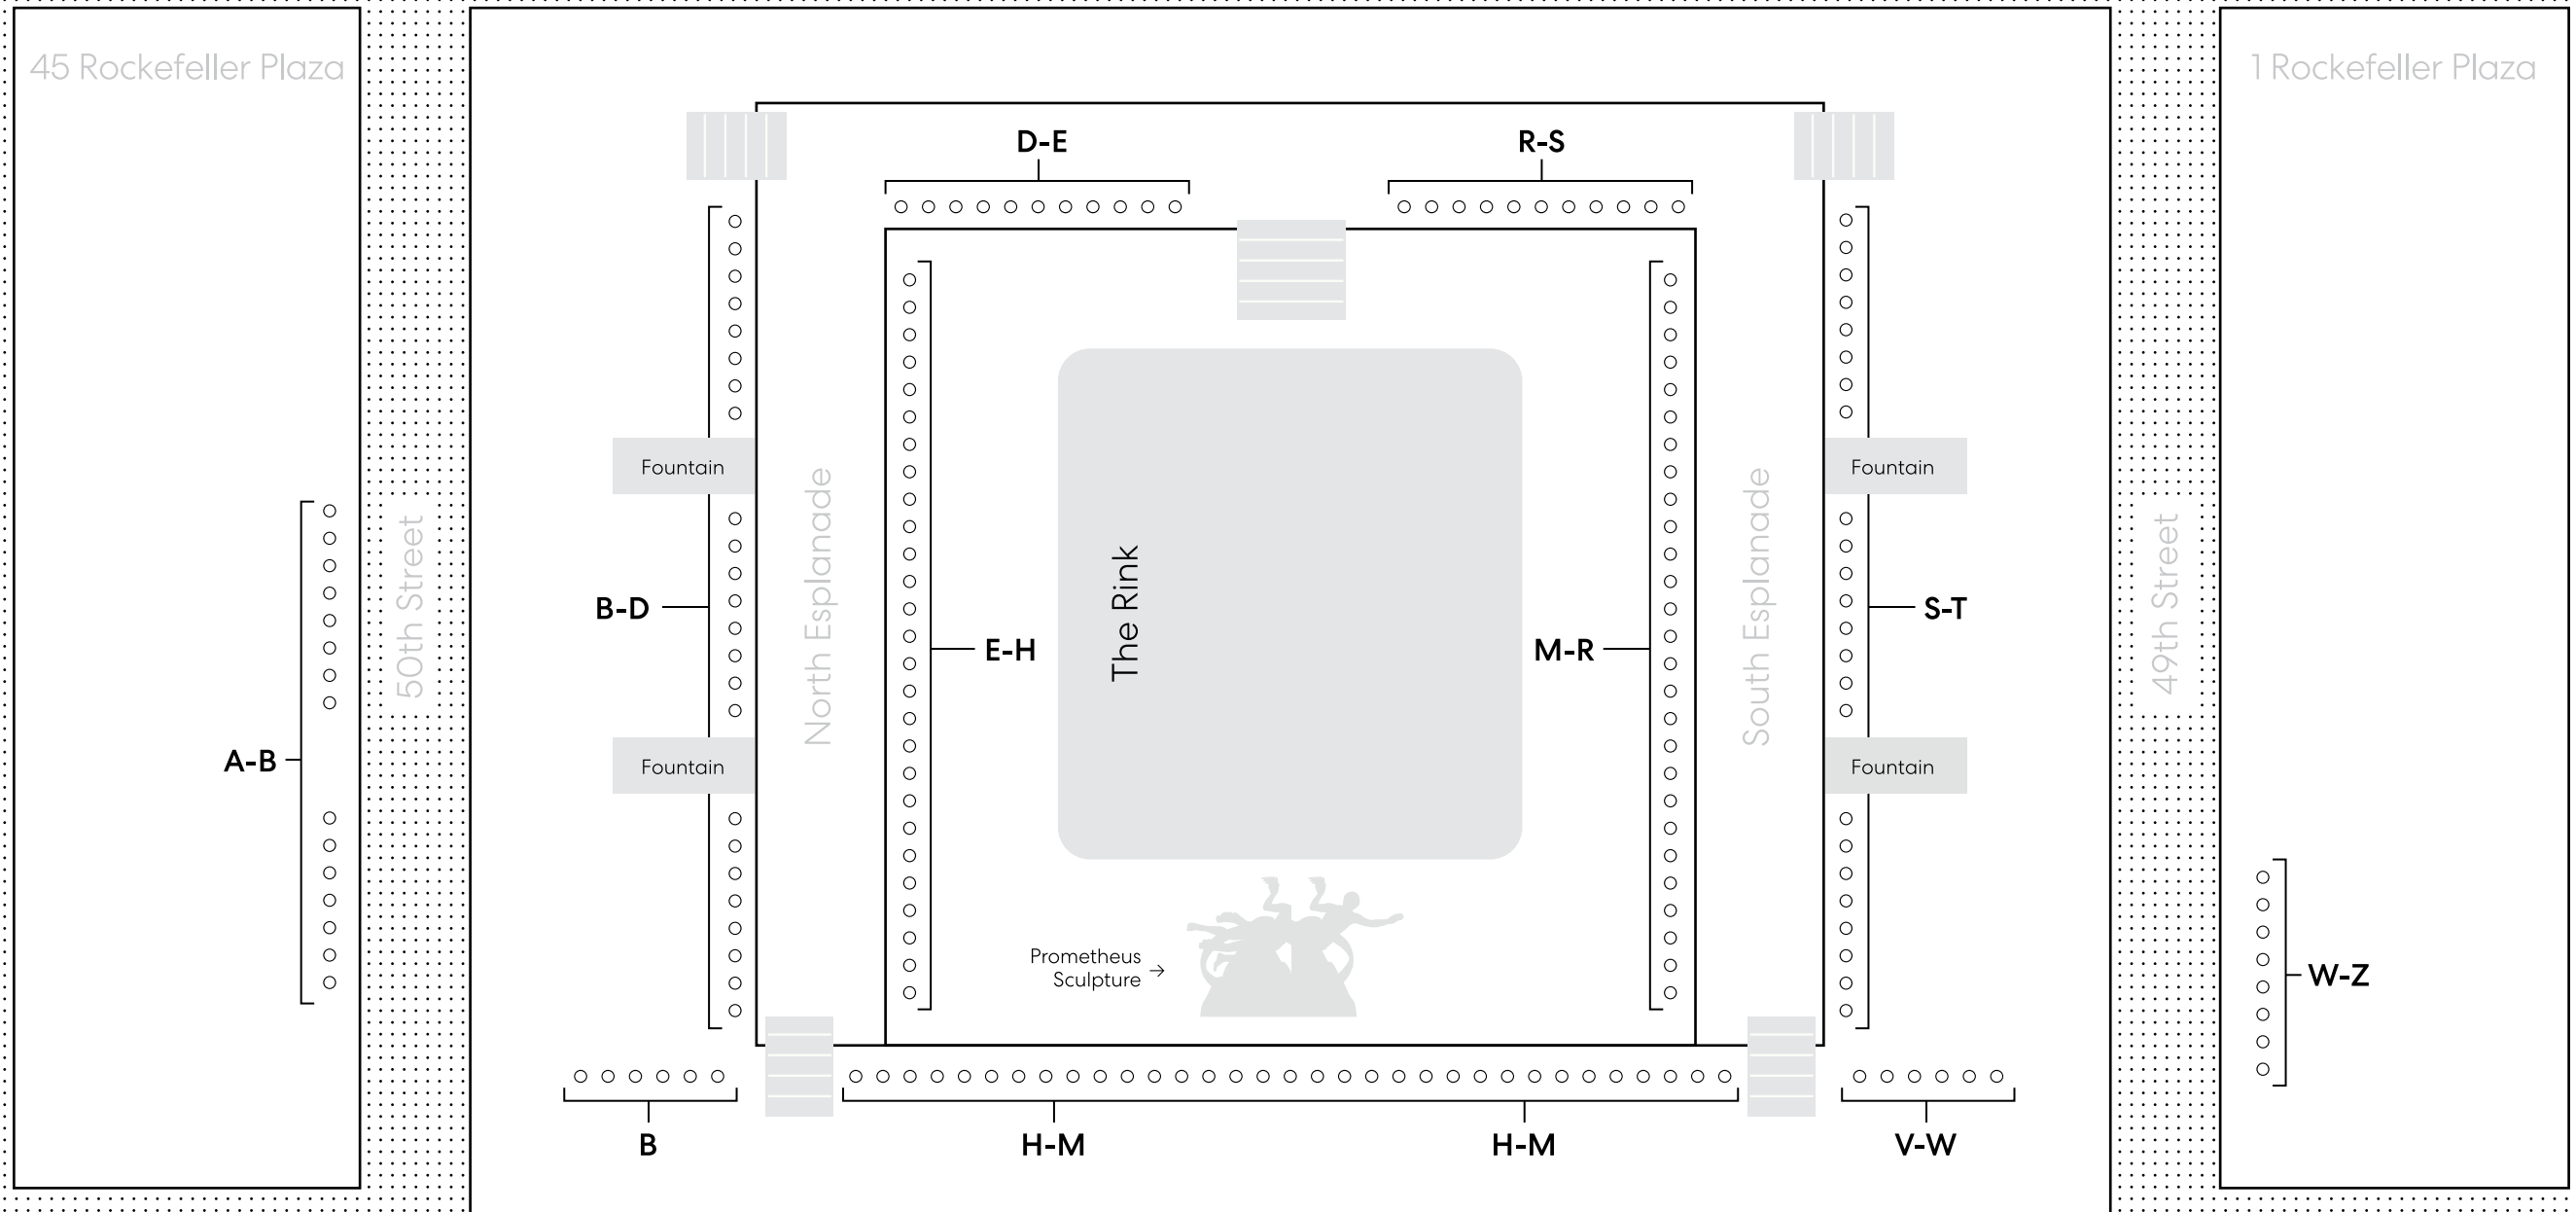 45 Rockefeller Plaza
1 Rockefeller Plaza
D-E
R-S
Fountain
Fountain
50th Street
North Esplanade
The Rink
South Esplanade
49th Street
B-D
S-T
E-H
M-R
A-B
Fountain
Fountain
Prometheus
Sculpture →
W-Z
B
H-M
H-M
V-W